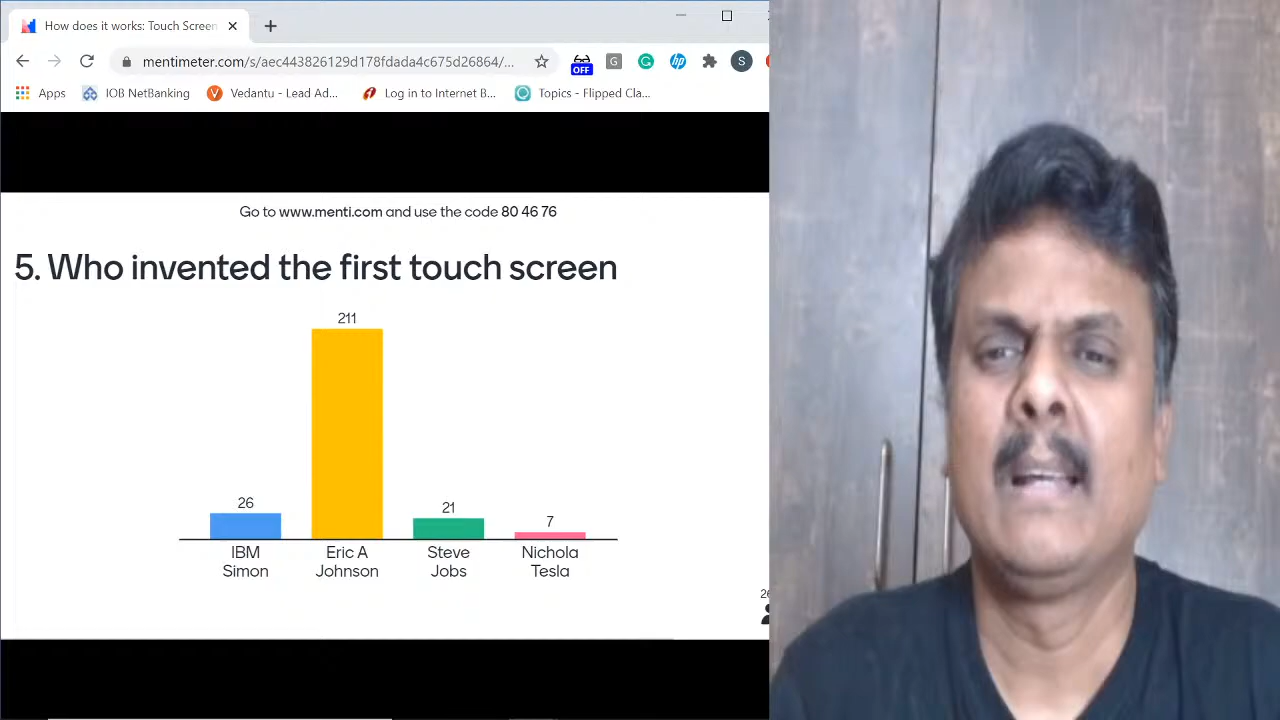 How does it works: Touch Screen
mentimeter.com/s/aec4438c6129d178fdada4c675d26864/...
OFF
G
S
Apps
IOB NetBanking
Vedantu - Lead Ad...
Log in to Internet B...
Topics - Flipped Cla...
Go to www.menti.com and use the code 80 46 76
5. Who invented the first touch screen
211
26
21
7
IBM Simon
Eric A Johnson
Steve Jobs
Nichola Tesla